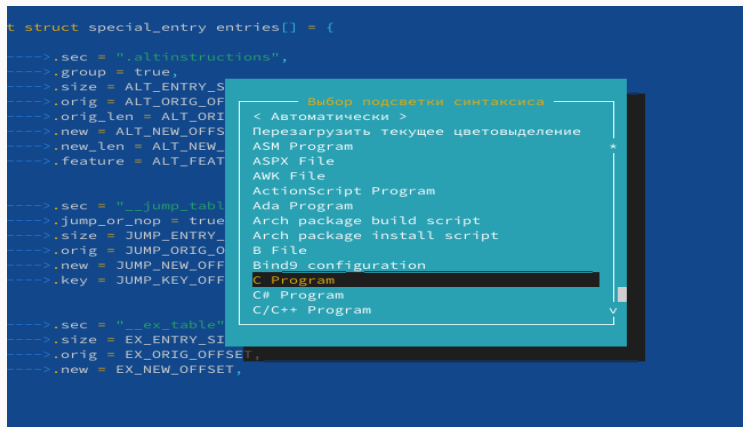 t struct special_entry entries[] = {
---->.sec = ".altinstructions",
---->.group = true,
---->.size = ALT_ENTRY_S
---->.orig = ALT_ORIG_OF
---->.orig_len = ALT_ORI
---->.new = ALT_NEW_OFFS
---->.new_len = ALT_NEW_
---->.feature = ALT_FEAT
---->.sec = "__jump_tabl
---->.jump_or_nop = true
---->.size = JUMP_ENTRY_
---->.orig = JUMP_ORIG_O
---->.new = JUMP_NEW_OFF
---->.key = JUMP_KEY_OFF
---->.sec = "__ex_table"
---->.size = EX_ENTRY_SI
---->.orig = EX_ORIG_OFFSET,
---->.new = EX_NEW_OFFSET,
Выбор подсветки синтаксиса
< Автоматически >
Перезагрузить текущее цветовыделение
ASM Program
ASPX File
AWK File
ActionScript Program
Ada Program
Arch package build script
Arch package install script
B File
Bind9 configuration
C Program
C# Program
C/C++ Program